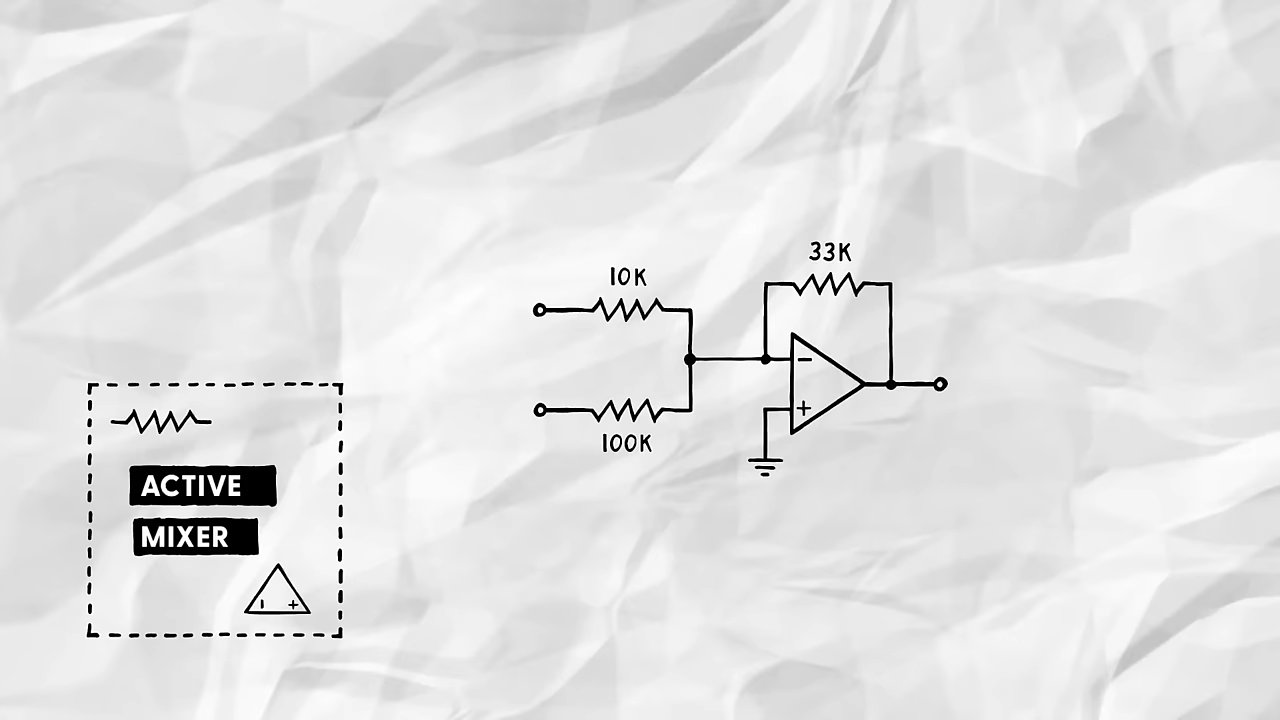 33K
10K
100K
−
+
ACTIVE
MIXER
− +